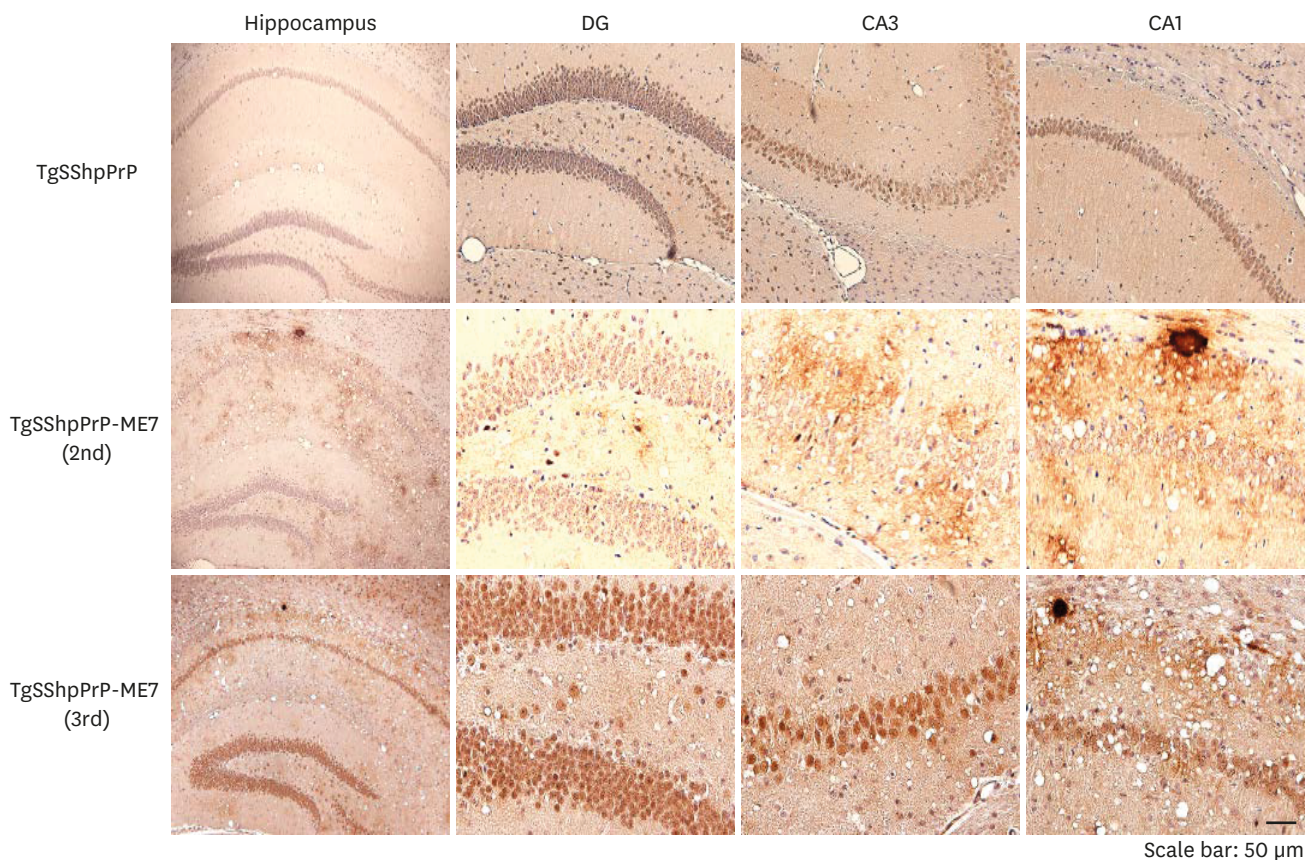 Hippocampus DG CA3 CA1
TgSShpPrP
TgSShpPrP-ME7
(2nd)
TgSShpPrP-ME7
(3rd)
Scale bar: 50 µm